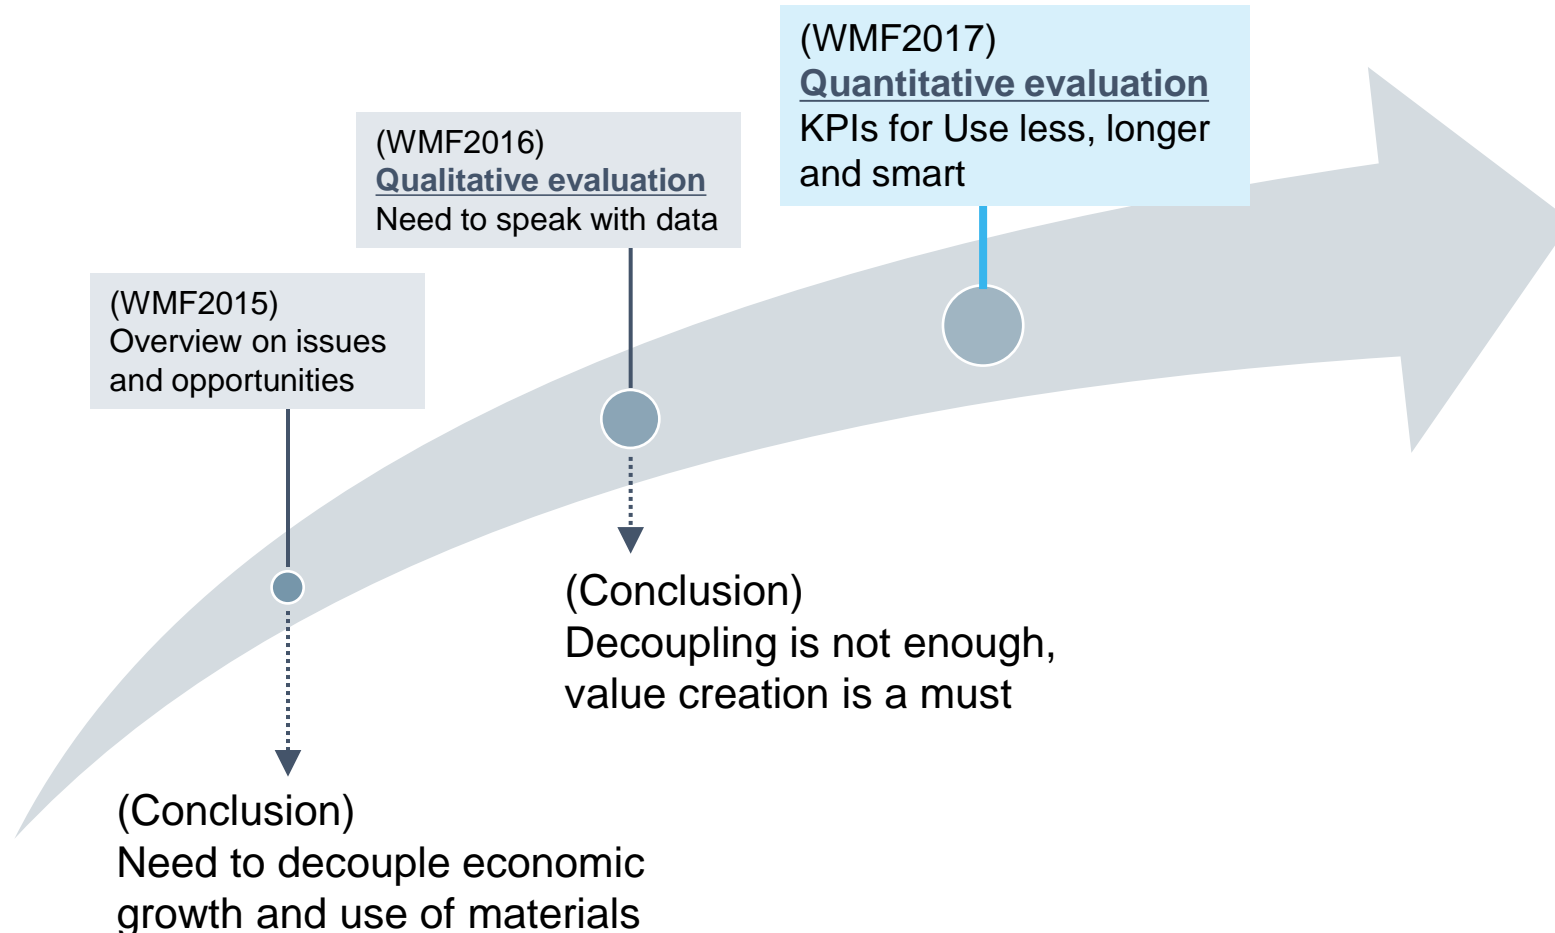 (WMF2017)
Quantitative evaluation
KPIs for Use less, longer
and smart
(WMF2016)
Qualitative evaluation
Need to speak with data
(WMF2015)
Overview on issues
and opportunities
(Conclusion)
Decoupling is not enough,
value creation is a must
(Conclusion)
Need to decouple economic
growth and use of materials